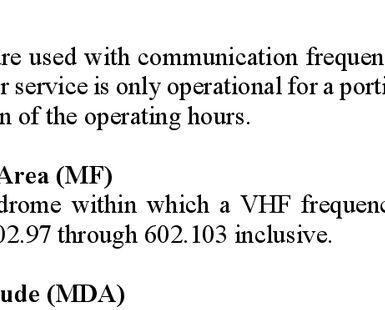 are used with communication frequen
r service is only operational for a porti
n of the operating hours.
Area (MF)
drome within which a VHF frequenc
02.97 through 602.103 inclusive.
ude (MDA)